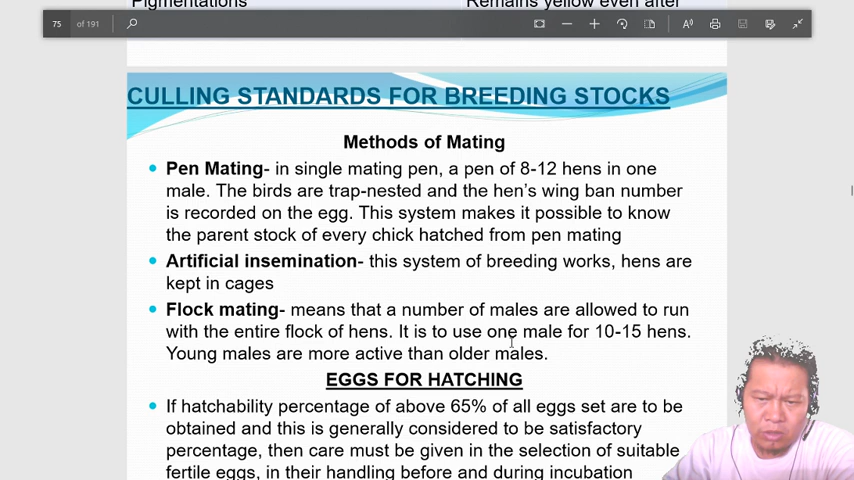 Pigmentations
Remains yellow even after
75 of 191
CULLING STANDARDS FOR BREEDING STOCKS
Methods of Mating
Pen Mating- in single mating pen, a pen of 8-12 hens in one
male. The birds are trap-nested and the hen's wing ban number
is recorded on the egg. This system makes it possible to know
the parent stock of every chick hatched from pen mating
Artificial insemination- this system of breeding works, hens are
kept in cages
Flock mating- means that a number of males are allowed to run
with the entire flock of hens. It is to use one male for 10-15 hens.
Young males are more active than older males.
EGGS FOR HATCHING
If hatchability percentage of above 65% of all eggs set are to be
obtained and this is generally considered to be satisfactory
percentage, then care must be given in the selection of suitable
fertile eggs, in their handling before and during incubation